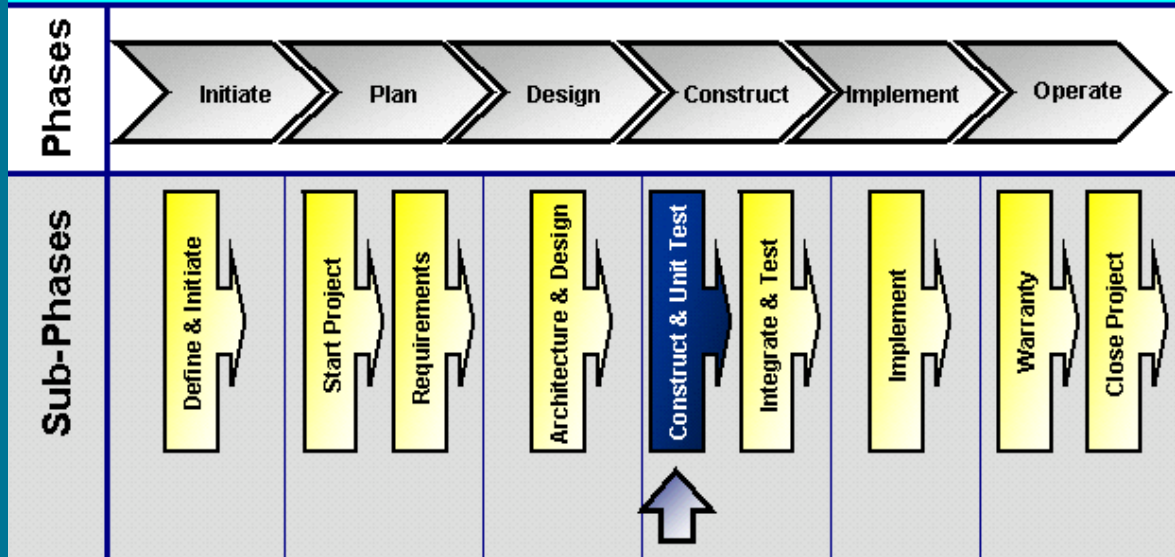 Phases
Initiate
Plan
Design
Construct
Implement
Operate
Sub-Phases
Define & Initiate
Start Project
Requirements
Architecture & Design
Construct & Unit Test
Integrate & Test
Implement
Warranty
Close Project